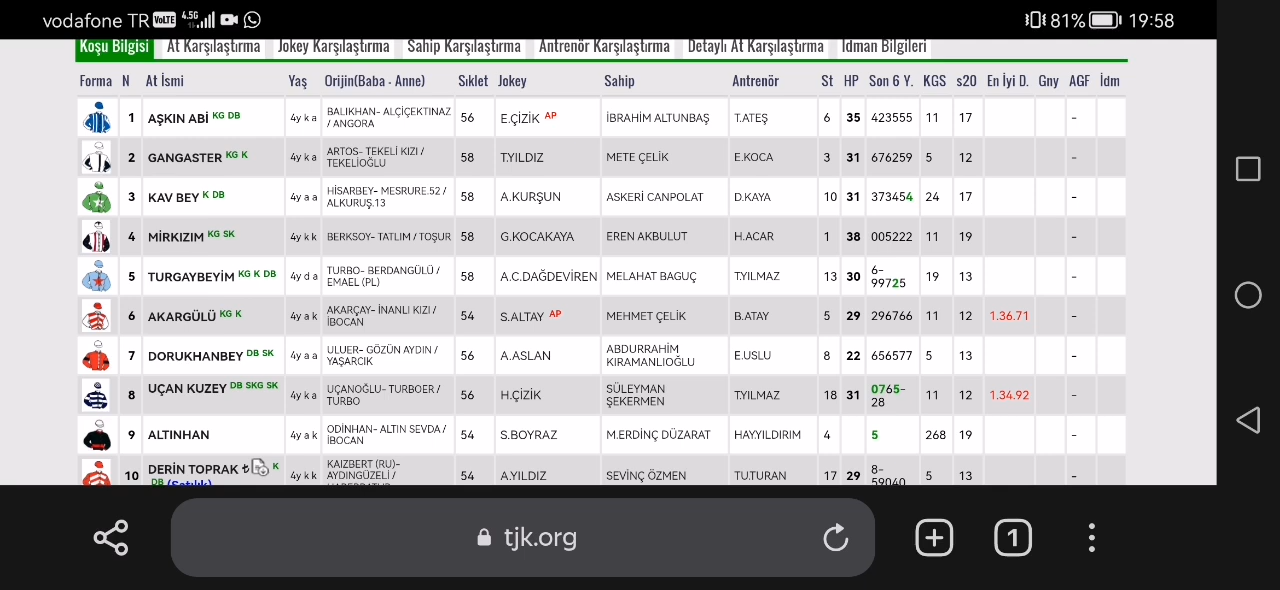 vodafone TR VoLTE 4.5G 81% 19:58
Koşu Bilgisi At Karşılaştırma Jokey Karşılaştırma Sahip Karşılaştırma Antrenör Karşılaştırma Detaylı At Karşılaştırma İdman Bilgileri
Forma N At İsmi Yaş Orijin(Baba - Anne) Sıklet Jokey Sahip Antrenör St HP Son 6 Y. KGS s20 En İyi D. Gny AGF İdm
1 AŞKIN ABİ KG DB 4y k a BALIKHAN- ALÇİÇEKTINAZ / ANGORA 56 E.ÇİZİK AP İBRAHİM ALTUNBAŞ T.ATEŞ 6 35 423555 11 17 -
2 GANGASTER KG K 4y k a ARTOS- TEKELİ KIZI / TEKELİOĞLU 58 T.YILDIZ METE ÇELİK E.KOCA 3 31 676259 5 12 -
3 KAV BEY K DB 4y a a HİSARBEY- MESRURE.52 / ALKURUŞ.13 58 A.KURŞUN ASKERİ CANPOLAT D.KAYA 10 31 373454 24 17 -
4 MİRKIZIM KG SK 4y k k BERKSOY- TATLIM / TOŞUR 58 G.KOCAKAYA EREN AKBULUT H.ACAR 1 38 005222 11 19 -
5 TURGAYBEYİM KG K DB 4y d a TURBO- BERDANGÜLÜ / EMAEL (PL) 58 A.C.DAĞDEVİREN MELAHAT BAGUÇ T.YILMAZ 13 30 6-99725 19 13 -
6 AKARGÜLÜ KG K 4y a k AKARÇAY- İNANLI KIZI / İBOCAN 54 S.ALTAY AP MEHMET ÇELİK B.ATAY 5 29 296766 11 12 1.36.71 -
7 DORUKHANBEY DB SK 4y a a ULUER- GÖZÜN AYDIN / YAŞARCIK 56 A.ASLAN ABDURRAHİM KIRAMANLIOĞLU E.USLU 8 22 656577 5 13 -
8 UÇAN KUZEY DB SKG SK 4y k a UÇANOĞLU- TURBOER / TURBO 56 H.ÇİZİK SÜLEYMAN ŞEKERMEN T.YILMAZ 18 31 0765-28 11 12 1.34.92 -
9 ALTINHAN 4y a k ODİNHAN- ALTIN SEVDA / İBOCAN 54 S.BOYRAZ M.ERDİNÇ DÜZARAT HAY.YILDIRIM 4 5 268 19 -
10 DERİN TOPRAK ₺ K DB (Satılık) 4y k k KAIZBERT (RU)- AYDINGÜZELİ / 54 A.YILDIZ SEVİNÇ ÖZMEN TU.TURAN 17 29 8-59040 5 13 -
tjk.org 1